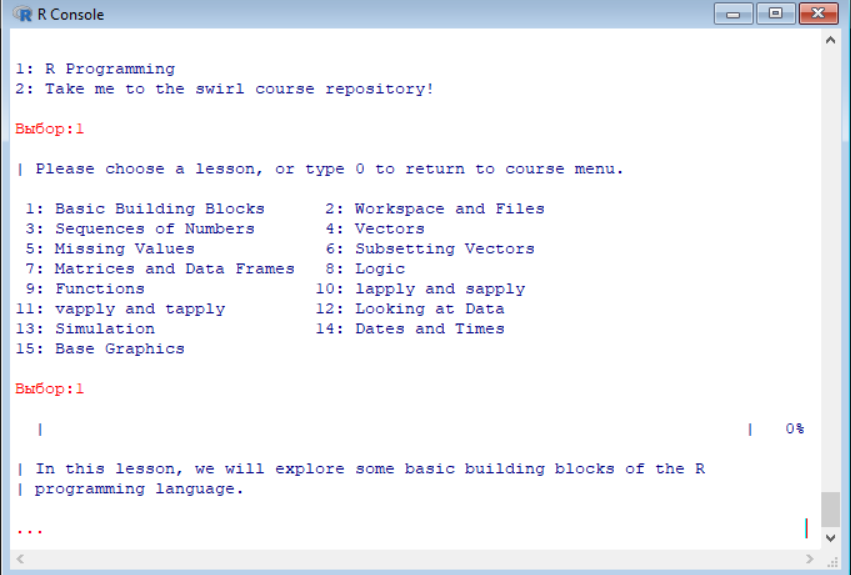 R Console
1: R Programming
2: Take me to the swirl course repository!
Выбор:1
| Please choose a lesson, or type 0 to return to course menu.
1: Basic Building Blocks 2: Workspace and Files
3: Sequences of Numbers 4: Vectors
5: Missing Values 6: Subsetting Vectors
7: Matrices and Data Frames 8: Logic
9: Functions 10: lapply and sapply
11: vapply and tapply 12: Looking at Data
13: Simulation 14: Dates and Times
15: Base Graphics
Выбор:1
| | 0%
| In this lesson, we will explore some basic building blocks of the R
| programming language.
...